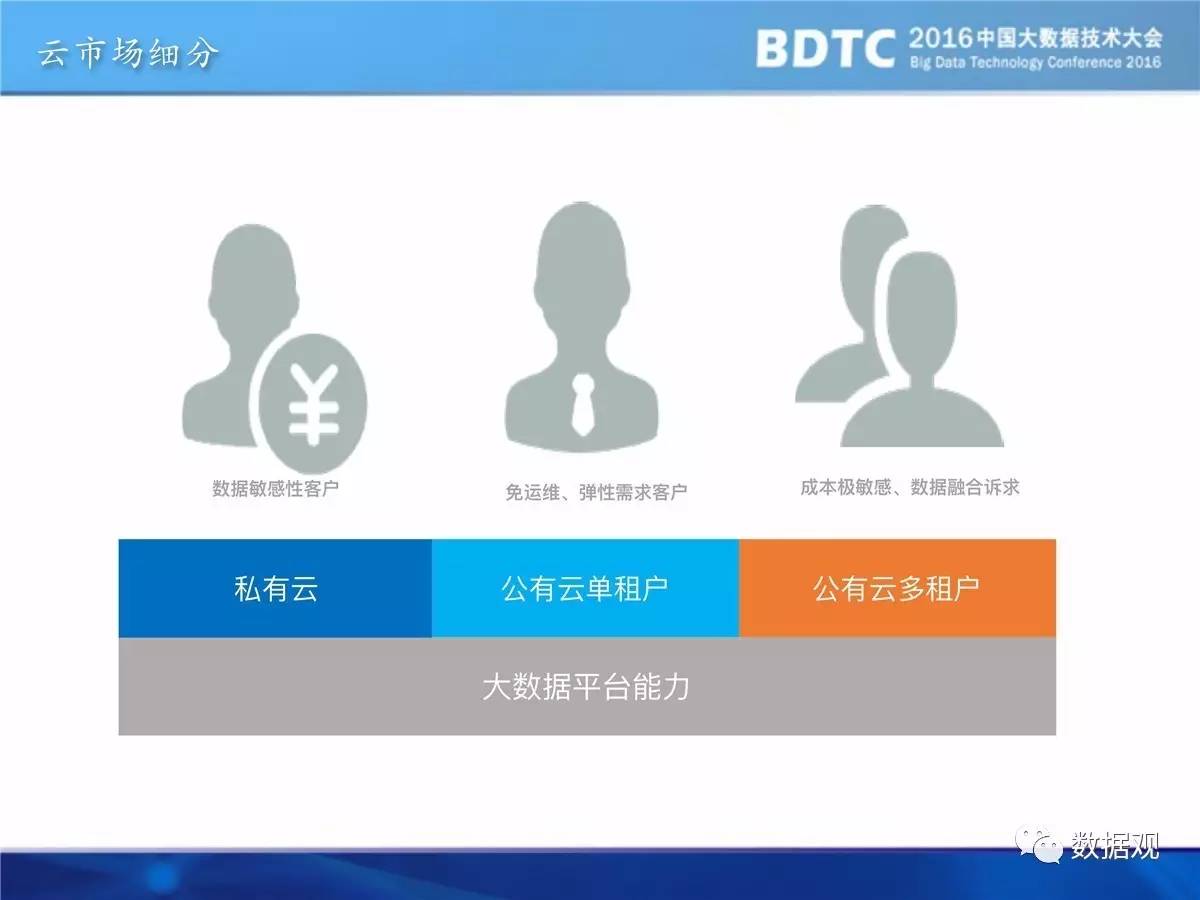 云市场细分
BDTC
2016中国大数据技术大会
Big Data Technology Conference 2016
¥
数据敏感性客户
免运维、弹性需求客户
成本极敏感、数据融合诉求
私有云
公有云单租户
公有云多租户
大数据平台能力
数据观